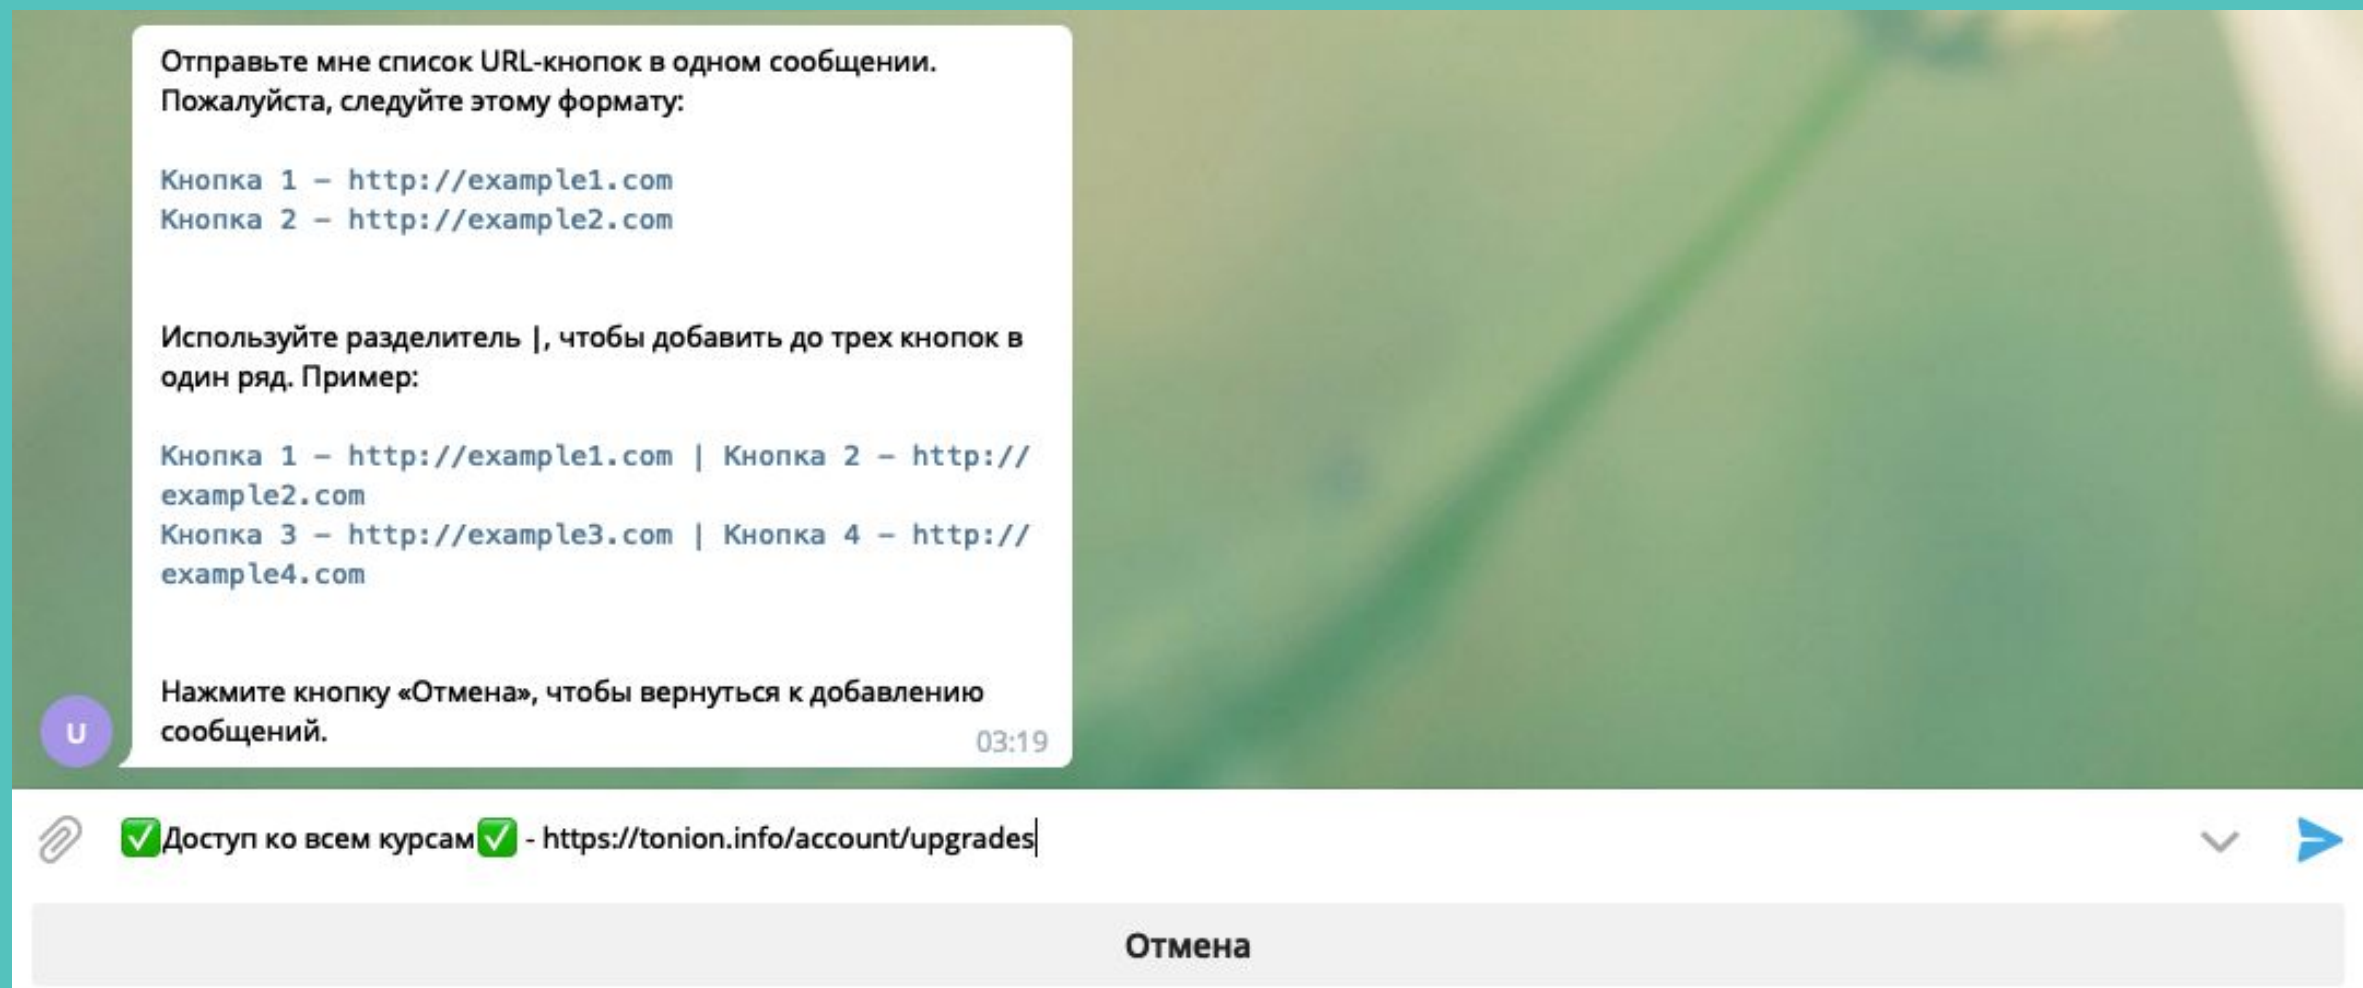 Отправьте мне список URL-кнопок в одном сообщении.
Пожалуйста, следуйте этому формату:
Кнопка 1 – http://example1.com
Кнопка 2 – http://example2.com
Используйте разделитель |, чтобы добавить до трех кнопок в
один ряд. Пример:
Кнопка 1 – http://example1.com | Кнопка 2 – http://
example2.com
Кнопка 3 – http://example3.com | Кнопка 4 – http://
example4.com
Нажмите кнопку «Отмена», чтобы вернуться к добавлению
сообщений.
03:19
U
✅Доступ ко всем курсам✅ - https://tonion.info/account/upgrades
Отмена